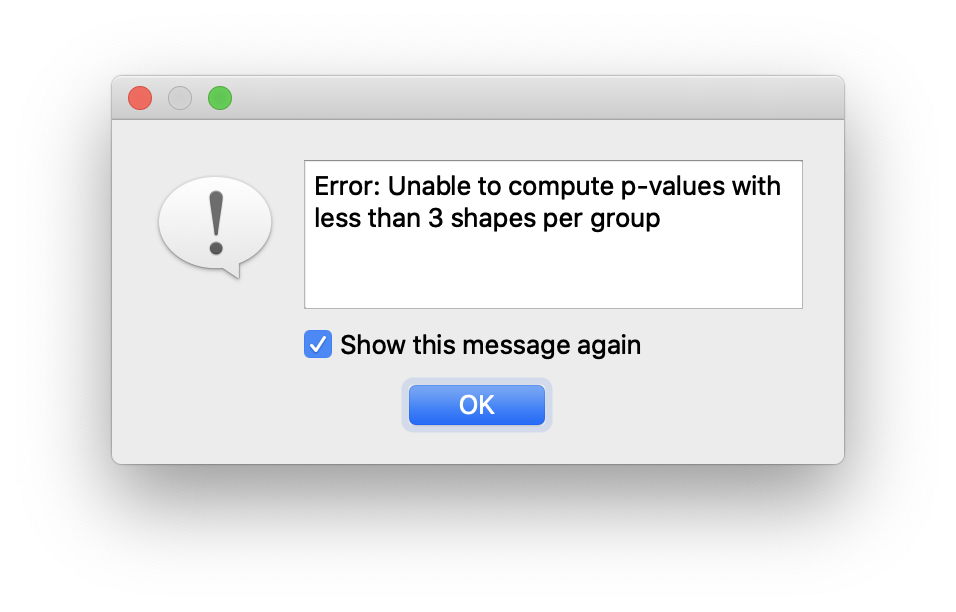 Error: Unable to compute p-values with
less than 3 shapes per group
Show this message again
OK